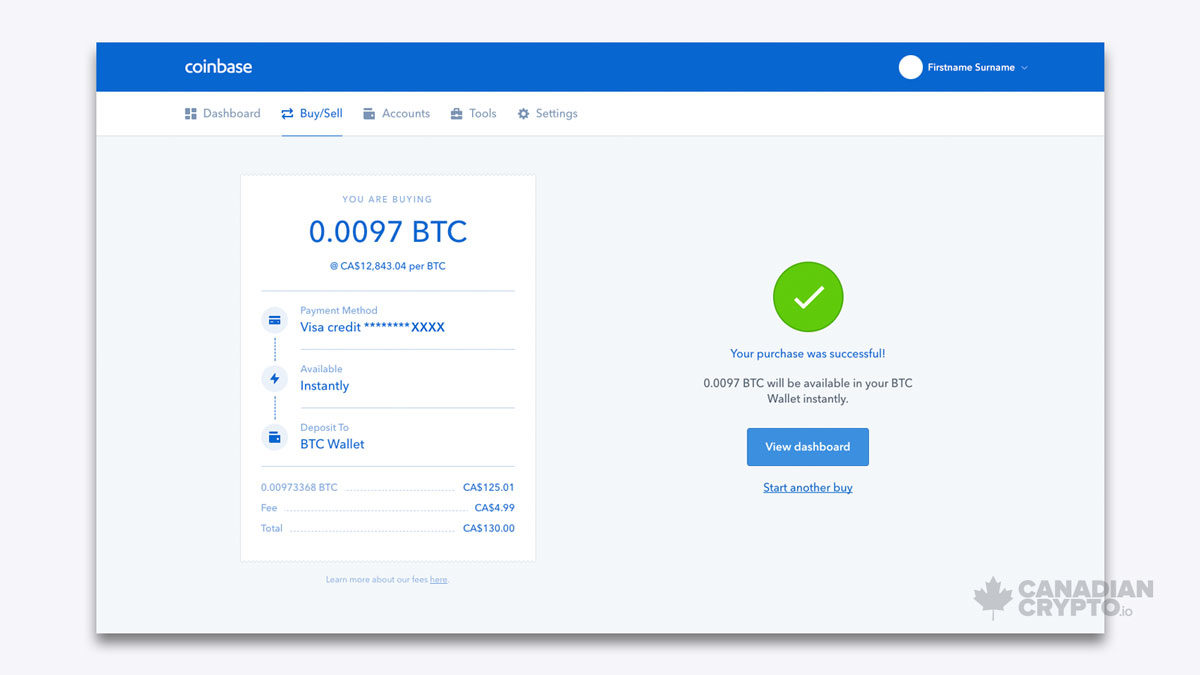 coinbase
Firstname Surname
Dashboard
Buy/Sell
Accounts
Tools
Settings
YOU ARE BUYING
0.0097 BTC
@ CA$12,843.04 per BTC
Payment Method
Visa credit ********XXXX
Available
Instantly
Deposit To
BTC Wallet
0.00973368 BTC CA$125.01
Fee CA$4.99
Total CA$130.00
Learn more about our fees here.
Your purchase was successful!
0.0097 BTC will be available in your BTC
Wallet instantly.
View dashboard
Start another buy
CANADIAN
CRYPTO.io